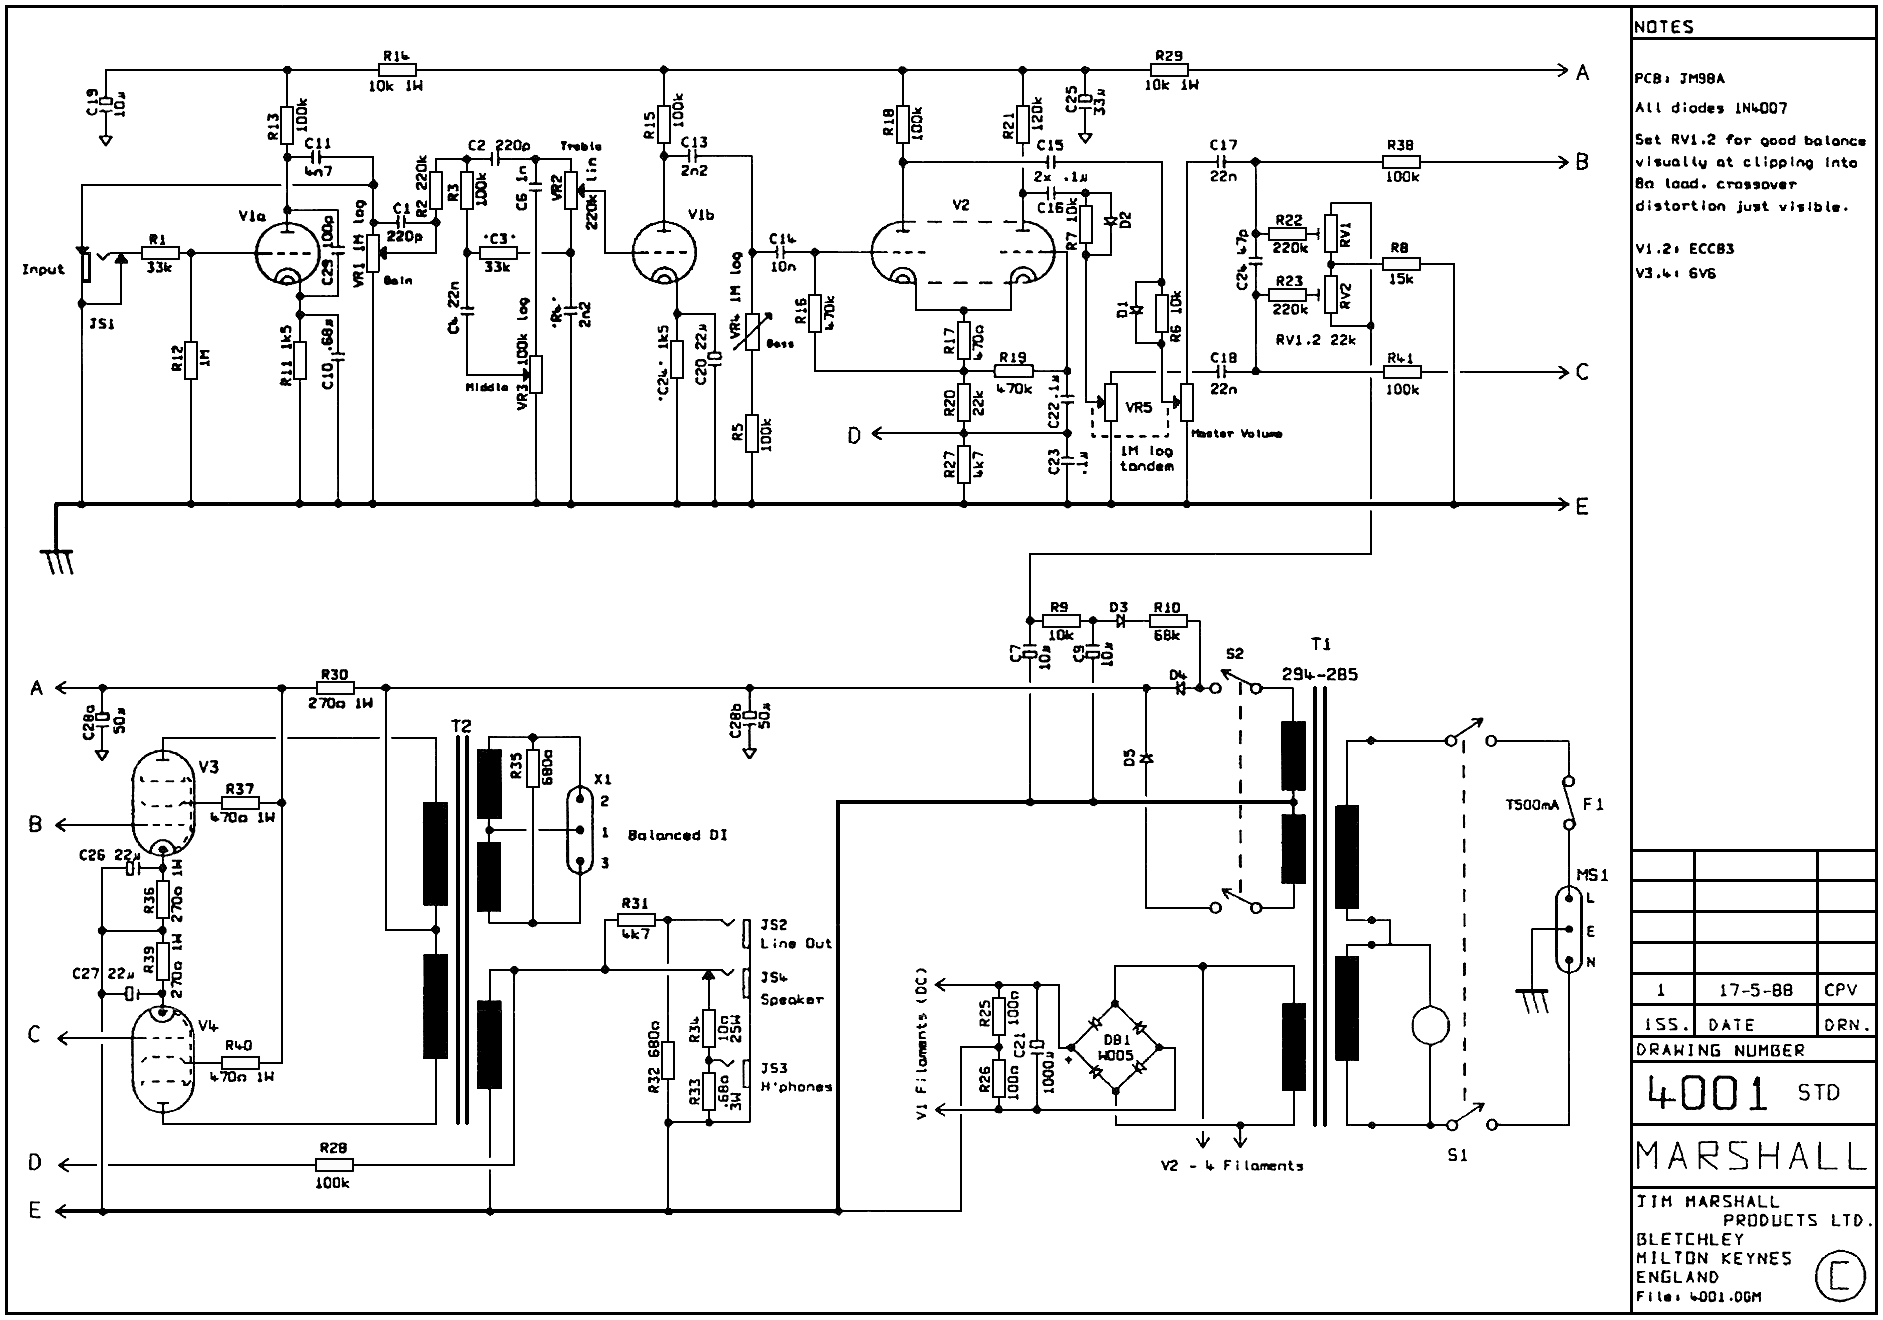 NOTES
PCB: JM98A
All diodes 1N4007
Set RV1.2 for good balance
visually at clipping into
8Ω load. crossover
distortion just visible.
V1.2: ECC83
V3.4: 6V6
R14
10k 1W
R29
10k 1W
A
C19
10µ
R13
100k
C11
4n7
R15
100k
C13
2n2
R18
100k
R21
120k
C25
33µ
C15
2x .1µ
C16
C17
22n
R38
100k
B
Input
JS1
R1
33k
R12
1M
V1a
C29
100p
R11 1k5
C10 .68µ
VR1 1M log
Gain
C1
220p
R2 220k
R3
100k
C2 220p
C6 1n
Treble
VR2
220k lin
"C3"
33k
C4 22n
"R4"
2n2
Middle
VR3 100k log
V1b
"C24" 1k5
C20 22µ
VR4 1M log
Bass
R5
100k
C14
10n
R16
470k
V2
R17
470Ω
R19
470k
R20
22k
C22 .1µ
D
R27
4k7
C23
.1µ
R7 10k
D2
D1
R6 10k
VR5
1M log
tandem
Master Volume
C18
22n
C24 47p
R22
220k
R23
220k
RV1
RV2
RV1.2 22k
R8
15k
R41
100k
C
E
R9
10k
D3
R10
68k
C7
10µ
C9
10µ
D4
S2
T1
294-285
D5
A
R30
270Ω 1W
C28a
50µ
C28b
50µ
T2
V3
R37
470Ω 1W
B
C26 22µ
R36
270Ω 1W
R39
270Ω 1W
C27 22µ
V4
C
R40
470Ω 1W
R35
680Ω
X1
2
1
3
Balanced DI
R31
4k7
JS2
Line Out
JS4
Speaker
JS3
H'phones
R32 680Ω
R34
10Ω
25W
R33
.68Ω
3W
D
R28
100k
E
V1 Filaments (DC)
R25
100Ω
R26
100Ω
C21
1000µ
DB1
W005
+
V2 - 4 Filaments
T500mA
F1
MS1
L
E
N
S1
1
17-5-88
CPV
ISS.
DATE
DRN.
DRAWING NUMBER
4001 STD
MARSHALL
JIM MARSHALL
PRODUCTS LTD.
BLETCHLEY
MILTON KEYNES
ENGLAND
File: 4001.DGM
C